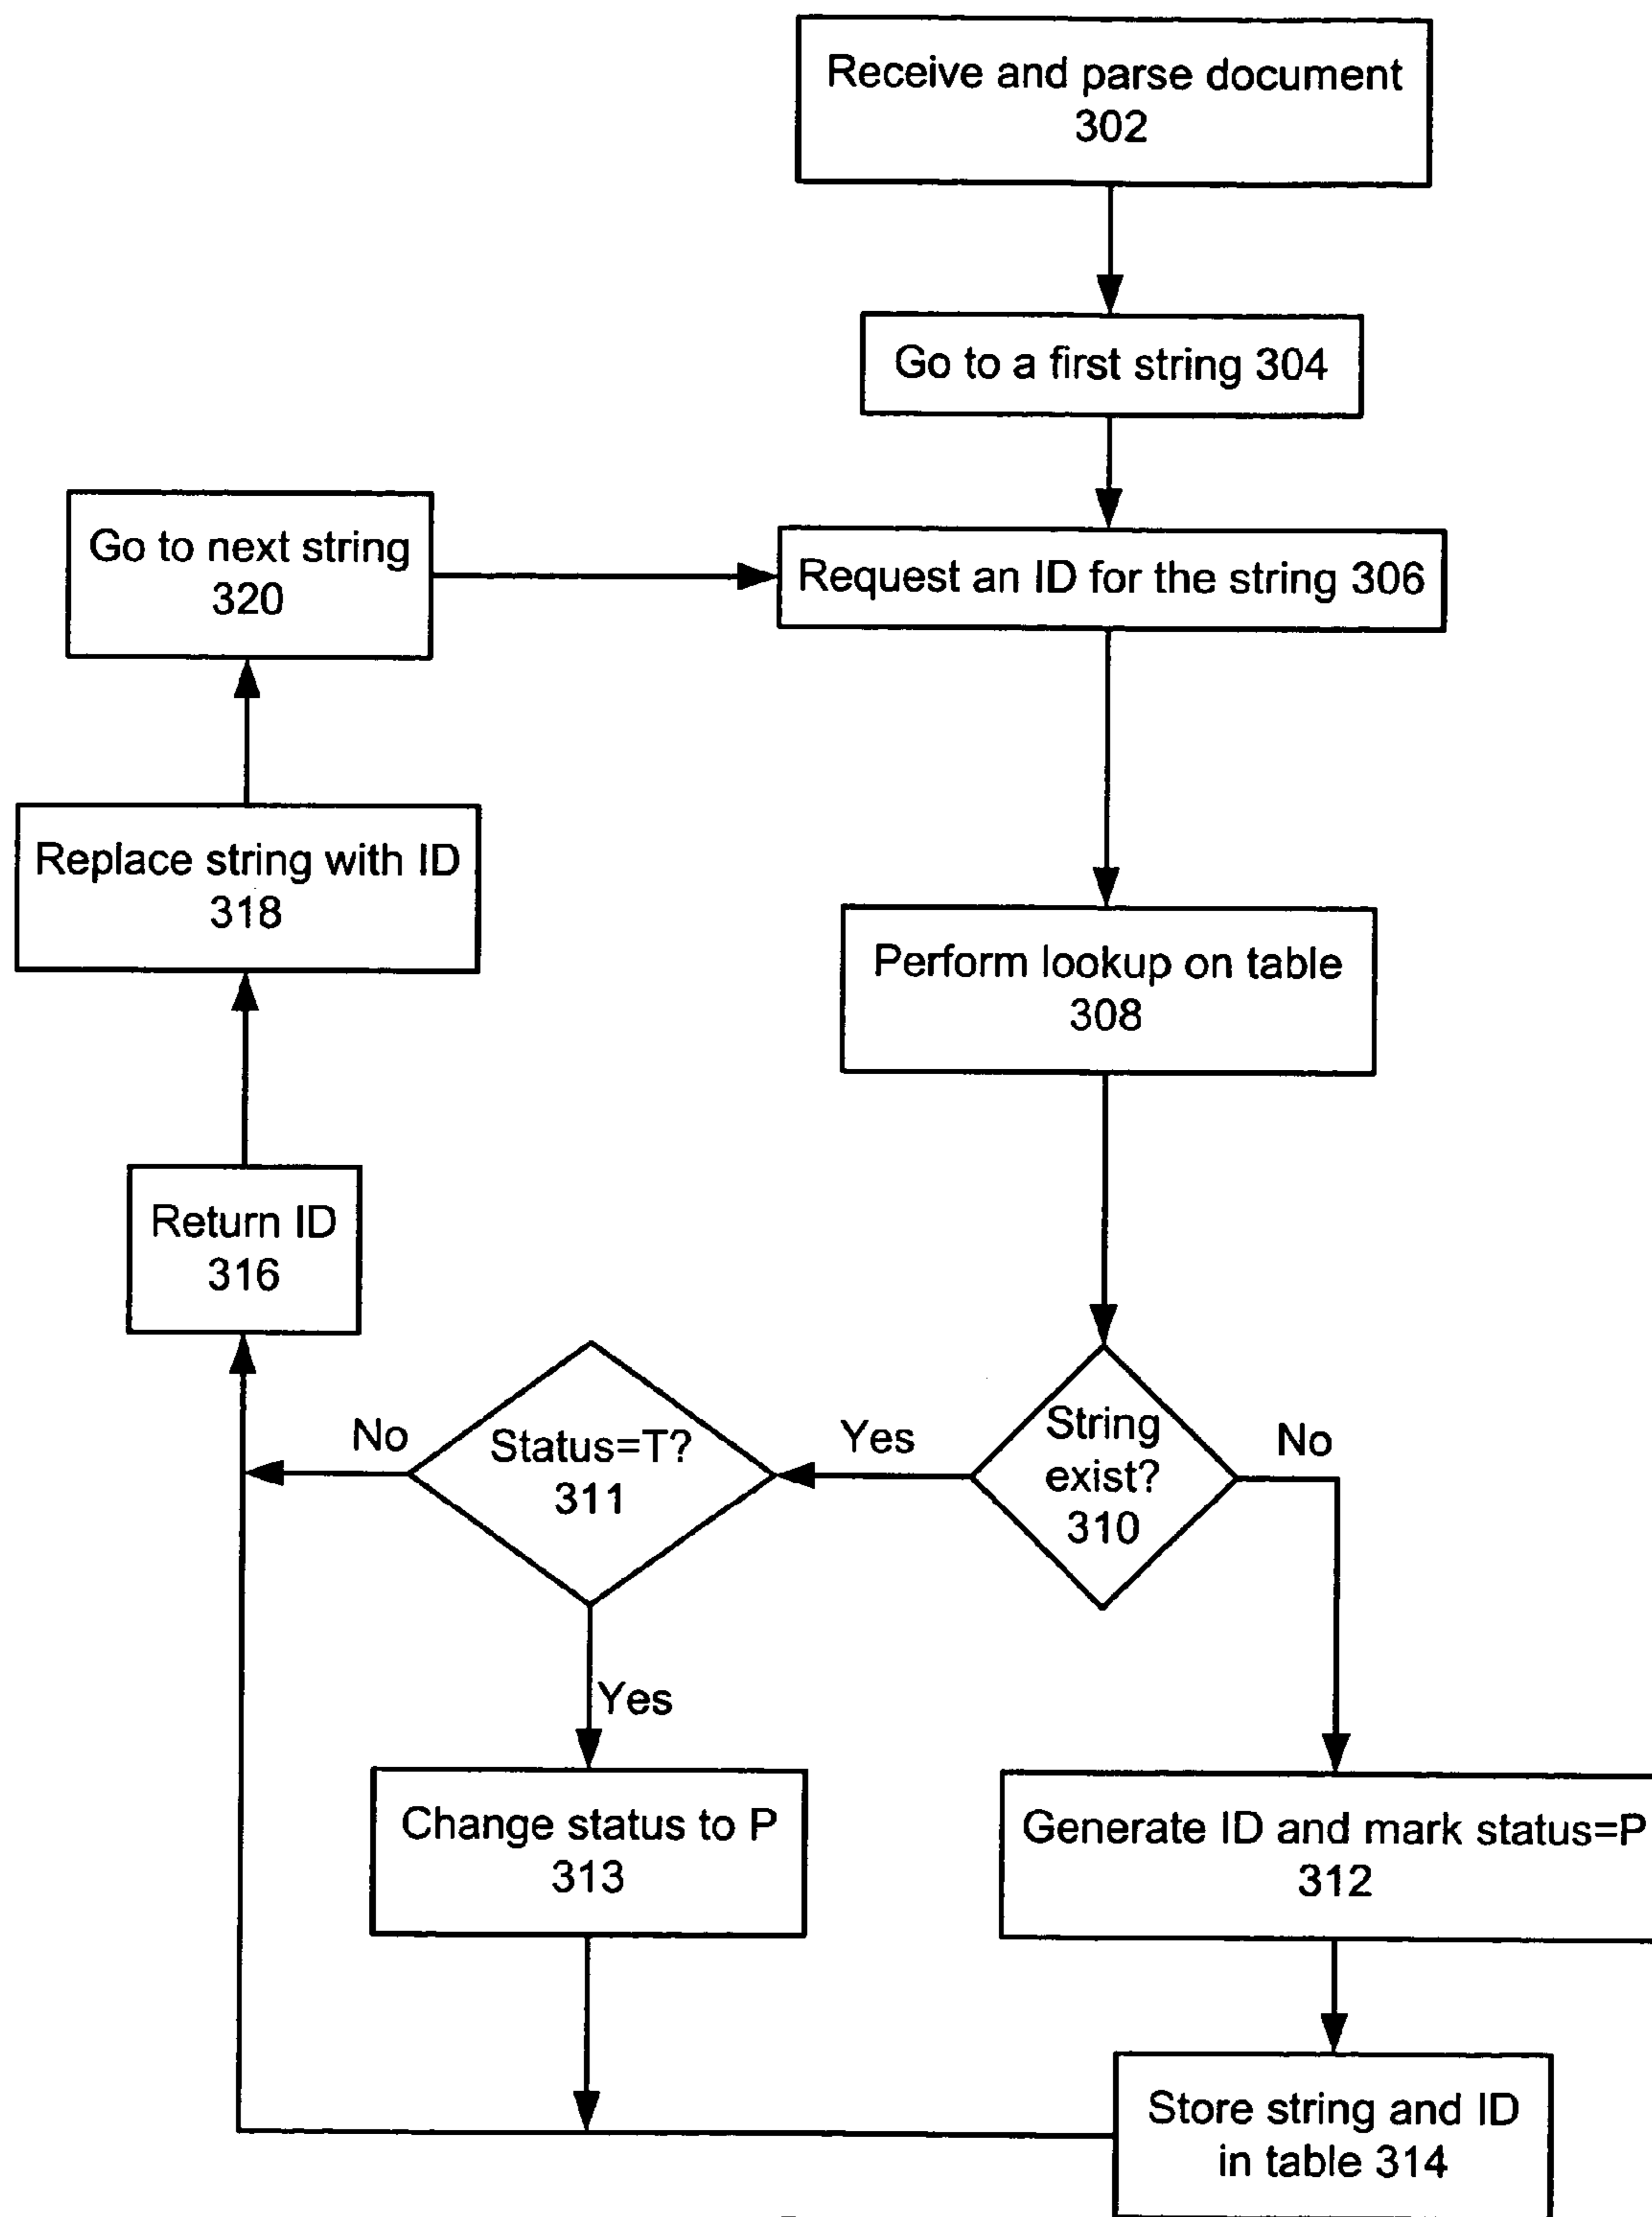 Receive and parse document
302
Go to a first string 304
Go to next string
320
Request an ID for the string 306
Replace string with ID
318
Perform lookup on table
308
Return ID
316
No
Status=T?
311
Yes
String
exist?
310
No
Yes
Change status to P
313
Generate ID and mark status=P
312
Store string and ID
in table 314